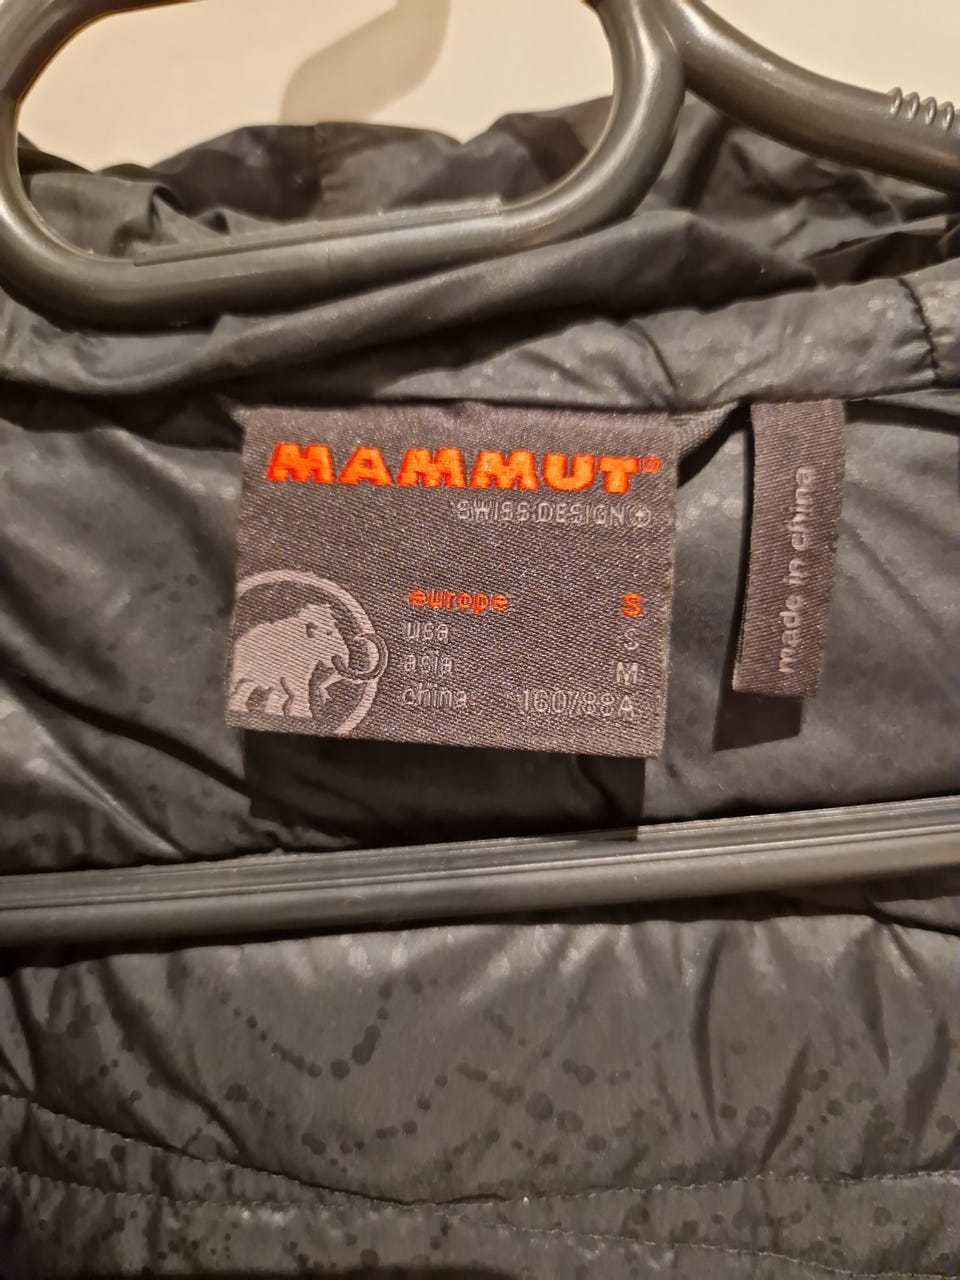 MAMMUT®
SWISS DESIGN
europe S
usa S
asia M
china 160/88A
made in china